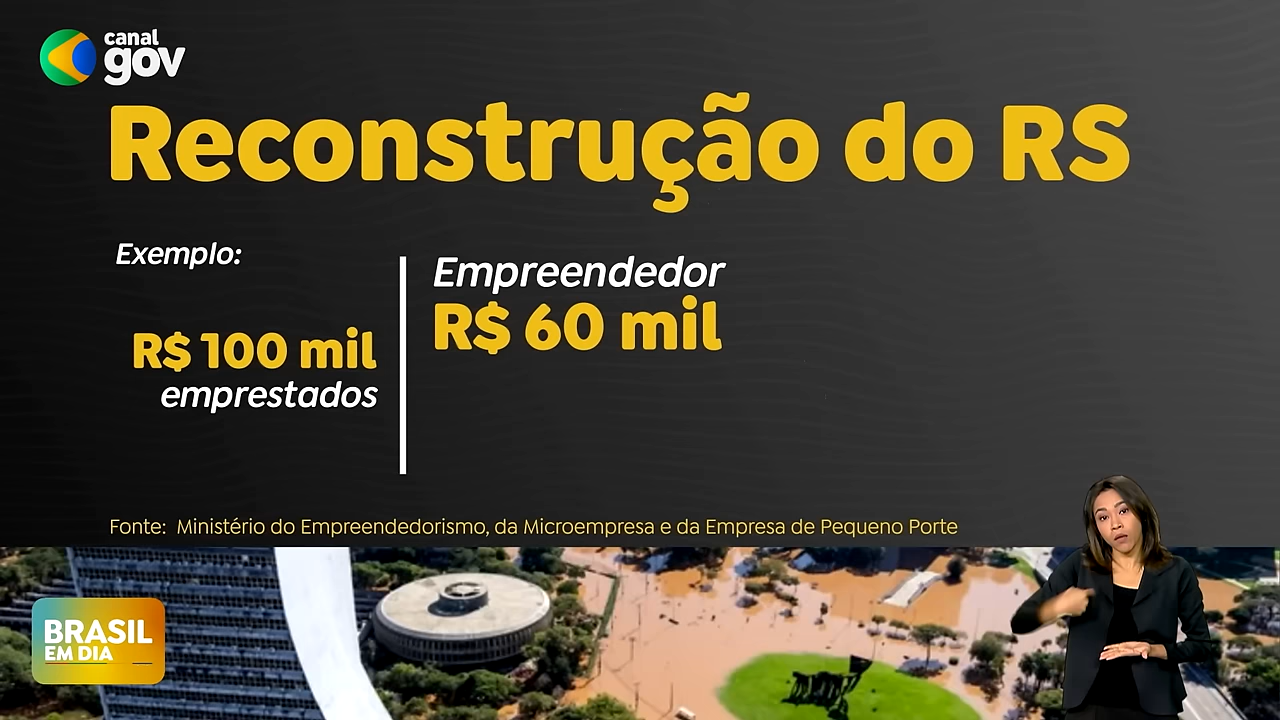 canal
gov
Reconstrução do RS
Exemplo:
R$ 100 mil
emprestados
Empreendedor
R$ 60 mil
Fonte: Ministério do Empreendedorismo, da Microempresa e da Empresa de Pequeno Porte
BRASIL
EM DIA